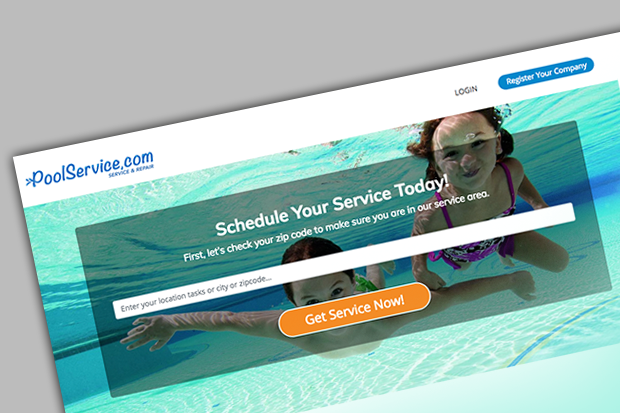 LOGIN
Register Your Company
PoolService.com
SERVICE & REPAIR
Schedule Your Service Today!
First, let's check your zip code to make sure you are in our service area.
Enter your location tasks or city or zipcode...
Get Service Now!